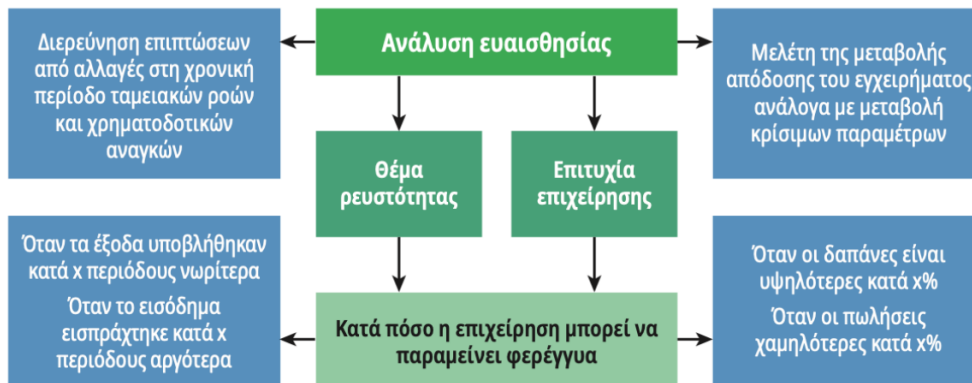 Διερεύνηση επιπτώσεων
από αλλαγές στη χρονική
περίοδο ταμειακών ροών
και χρηματοδοτικών
αναγκών
Ανάλυση ευαισθησίας
Μελέτη της μεταβολής
απόδοσης του εγχειρήματος
ανάλογα με μεταβολή
κρίσιμων παραμέτρων
Θέμα
ρευστότητας
Επιτυχία
επιχείρησης
Όταν τα έξοδα υποβλήθηκαν
κατά x περιόδους νωρίτερα
Όταν το εισόδημα
εισπράχτηκε κατά x
περιόδους αργότερα
Κατά πόσο η επιχείρηση μπορεί να
παραμείνει φερέγγυα
Όταν οι δαπάνες είναι
υψηλότερες κατά x%
Όταν οι πωλήσεις
χαμηλότερες κατά x%